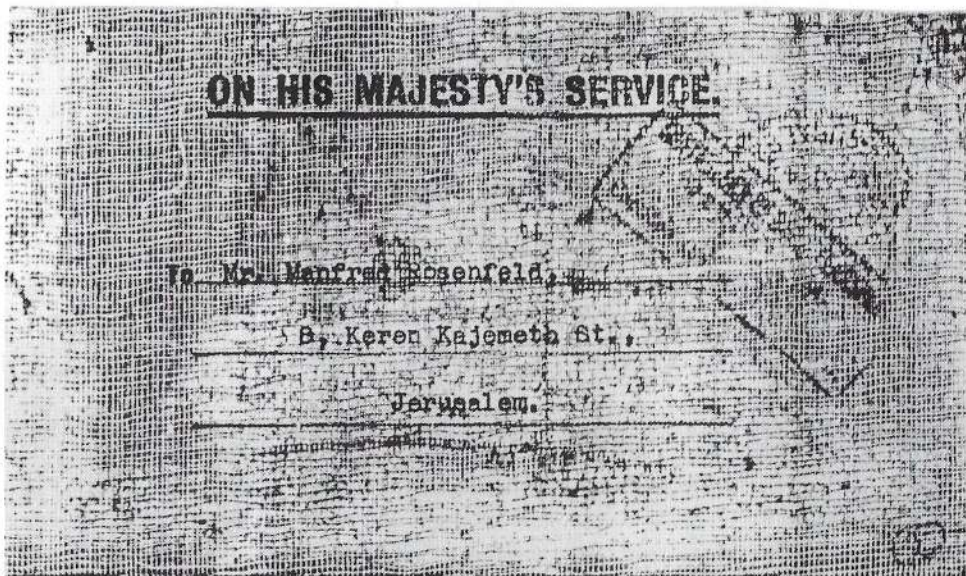 ON HIS MAJESTY'S SERVICE.
To Mr. Manfred Rosenfeld,
8, Keren Kajemeth St.,
Jerusalem.